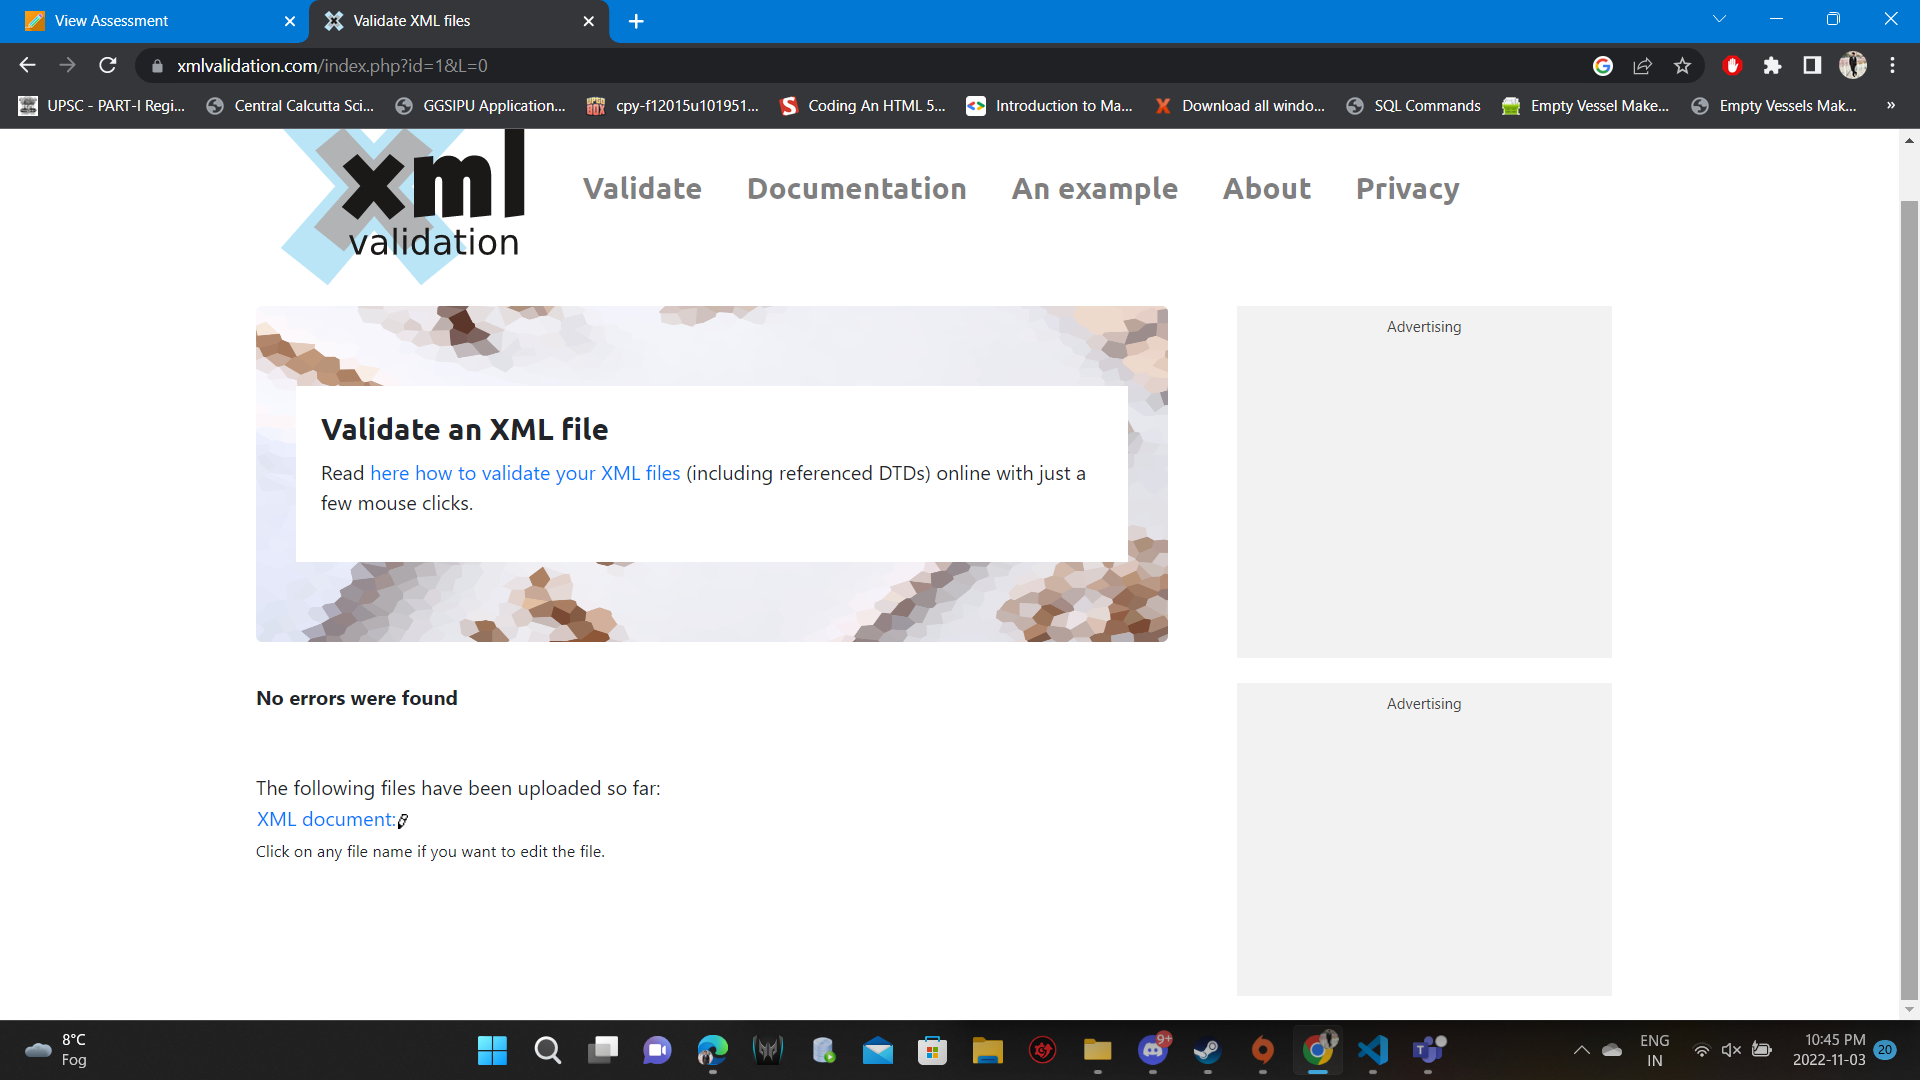 View Assessment
Validate XML files
xmlvalidation.com/index.php?id=1&L=0
UPSC - PART-I Regi...
Central Calcutta Sci...
GGSIPU Application...
cpy-f12015u101951...
Coding An HTML 5...
Introduction to Ma...
Download all windo...
SQL Commands
Empty Vessel Make...
Empty Vessels Mak...
»
xml
validation
Validate Documentation An example About Privacy
Advertising
Validate an XML file
Read here how to validate your XML files (including referenced DTDs) online with just a
few mouse clicks.
No errors were found
Advertising
The following files have been uploaded so far:
XML document:
Click on any file name if you want to edit the file.
8°C
Fog
9+
ENG
IN
10:45 PM
2022-11-03
20